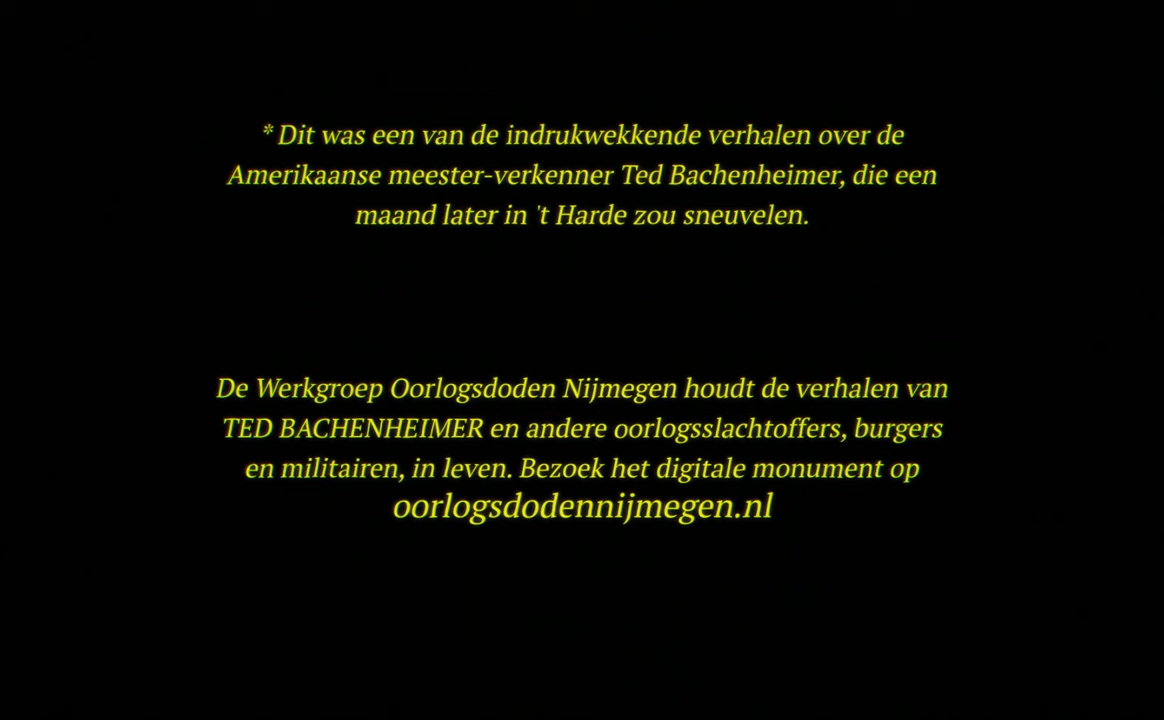 * Dit was een van de indrukwekkende verhalen over de
Amerikaanse meester-verkenner Ted Bachenheimer, die een
maand later in 't Harde zou sneuvelen.
De Werkgroep Oorlogsdoden Nijmegen houdt de verhalen van
TED BACHENHEIMER en andere oorlogsslachtoffers, burgers
en militairen, in leven. Bezoek het digitale monument op
oorlogsdodennijmegen.nl